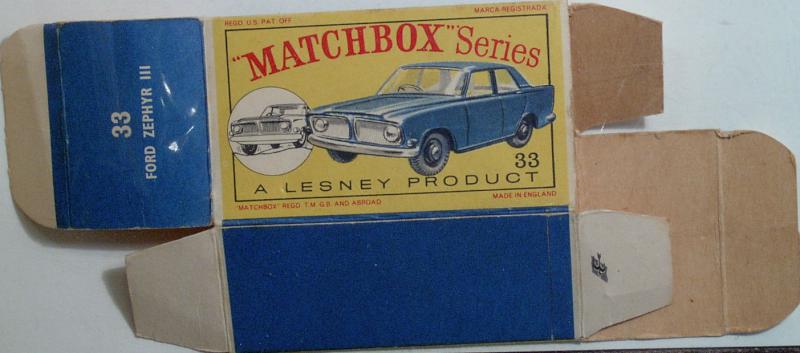 REGD. U.S. PAT. OFF
MARCA REGISTRADA
"MATCHBOX" Series
33
A LESNEY PRODUCT
"MATCHBOX" REGD. T.M. G.B. AND ABROAD
MADE IN ENGLAND
33
FORD ZEPHYR III